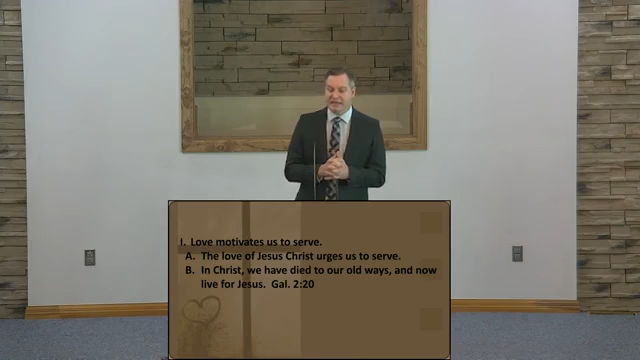 I. Love motivates us to serve.
A. The love of Jesus Christ urges us to serve.
B. In Christ, we have died to our old ways, and now
live for Jesus. Gal. 2:20